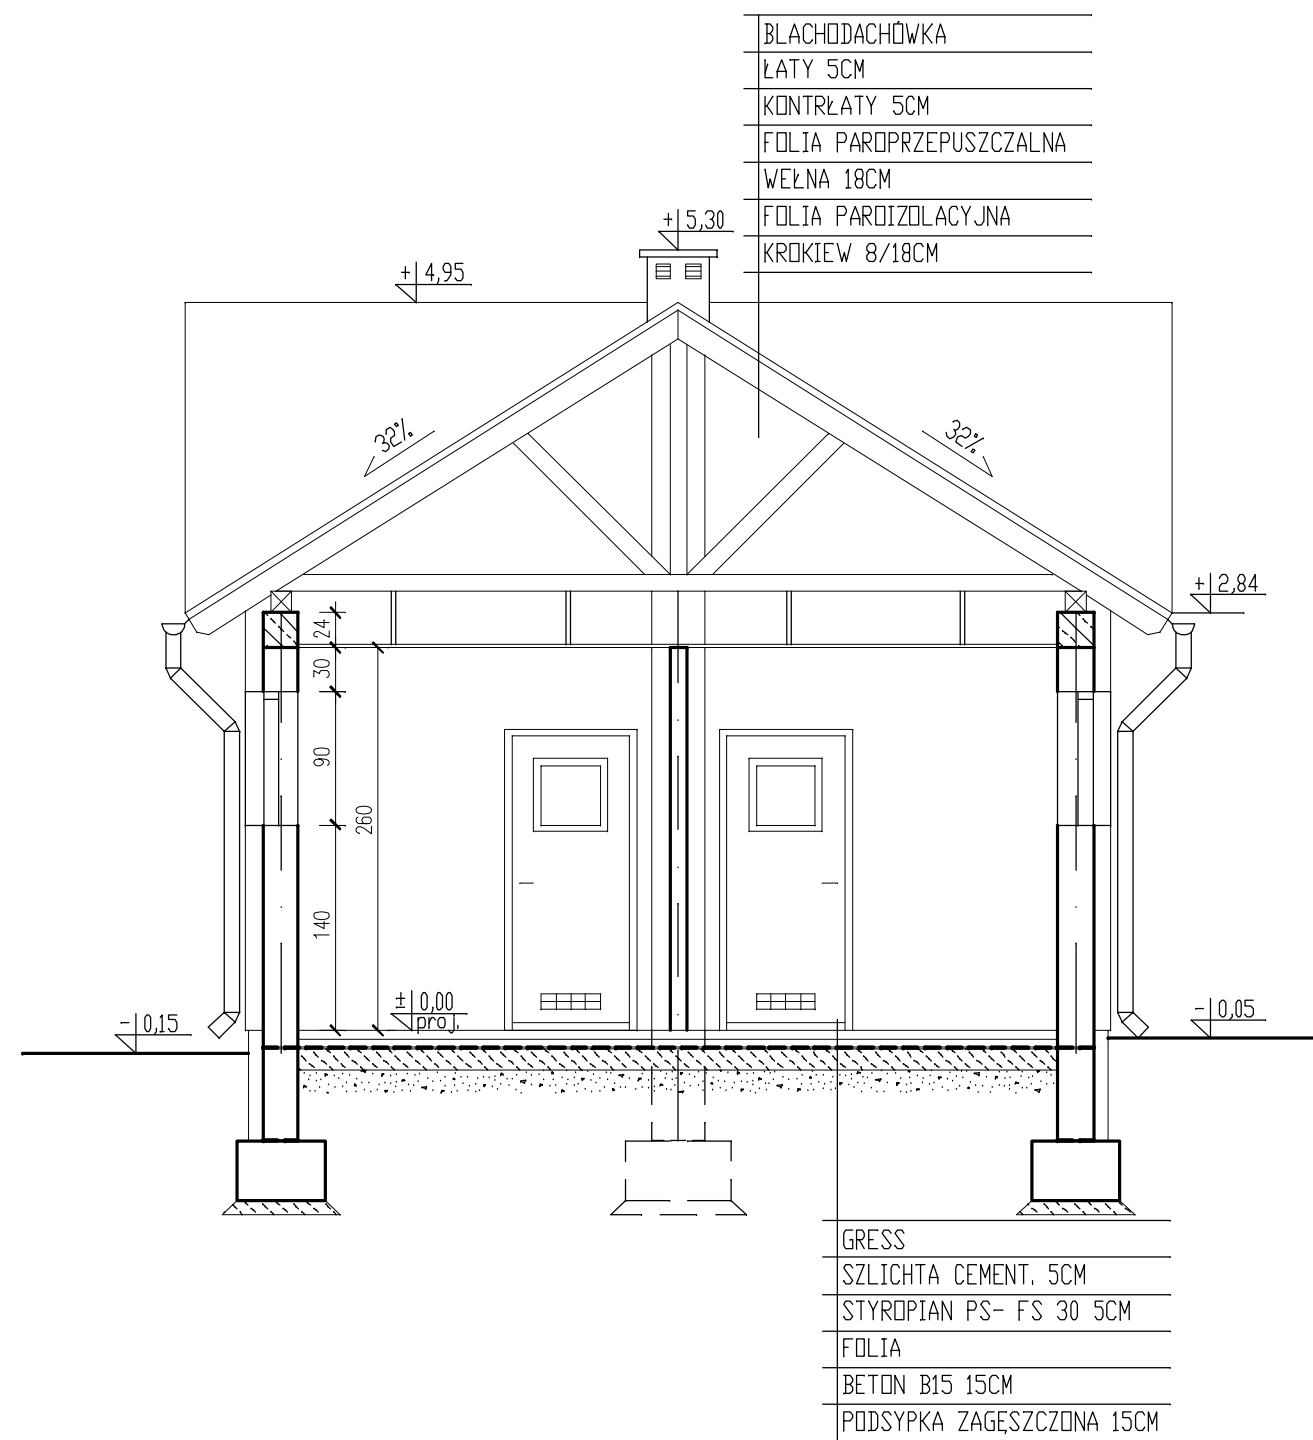 BLACHODACHÓWKA
ŁATY 5CM
KONTRŁATY 5CM
FOLIA PAROPRZEPUSZCZALNA
WEŁNA 18CM
FOLIA PAROIZOLACYJNA
KROKIEW 8/18CM
+ 5,30
+ 4,95
32%
32%
+ 2,84
24
30
90
260
140
± 0,00
proj.
- 0,15
- 0,05
GRESS
SZLICHTA CEMENT. 5CM
STYROPIAN PS- FS 30 5CM
FOLIA
BETON B15 15CM
PODSYPKA ZAGĘSZCZONA 15CM